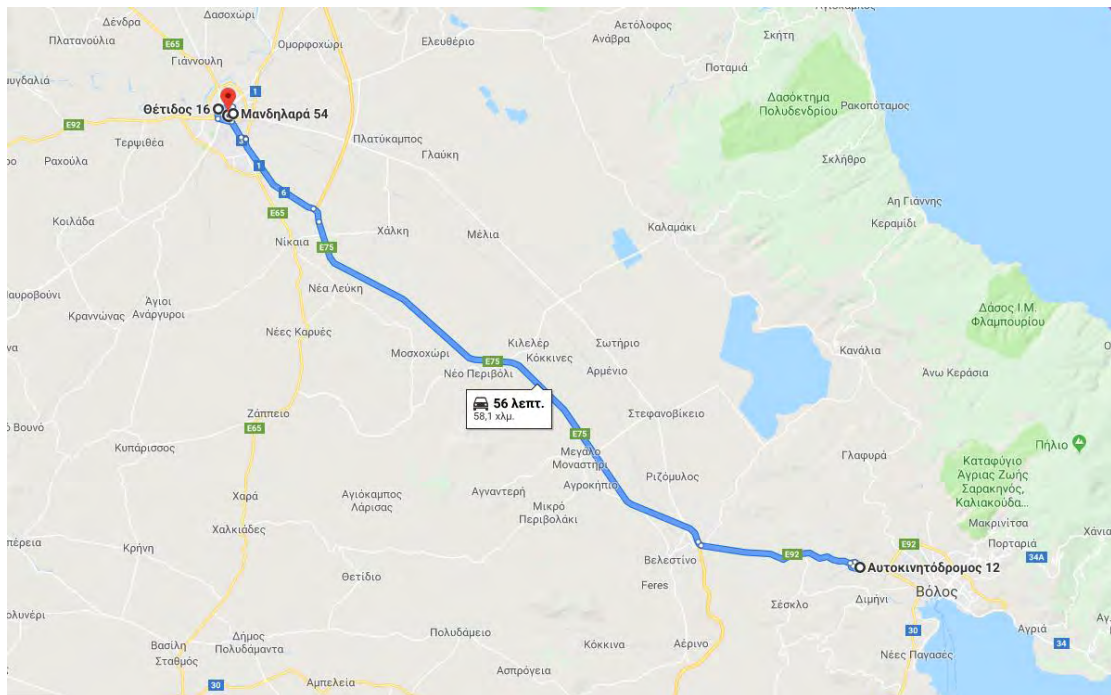 Δασοχώρι
Δένδρα
Πλατανούλια
E65
Ομορφοχώρι
Ελευθέριο
Αετόλοφος
Ανάβρα
Σκήτη
Γιάννουλη
Ποταμιά
1
Δασόκτημα
Πολυδενδρίου
Ρακοπόταμος
Θέτιδος 16
Μανδηλαρά 54
E92
Τερψιθέα
Πλατύκαμπος
Ραχούλα
Γλαύκη
Σκλήθρο
1
6
Αη Γιάννης
Κεραμίδι
Κοιλάδα
E65
Νίκαια
Χάλκη
Μέλια
Καλαμάκι
E75
Νέα Λεύκη
Άγιοι
Ανάργυροι
Κραννώνας
Δάσος Ι.Μ.
Φλαμπουρίου
Νέες Καρυές
Μοσχοχώρι
Κιλελέρ
E75
Κόκκινες
Σωτήριο
Κανάλια
Νέο Περιβόλι
Αρμένιο
Άνω Κεράσια
56 λεπτ.
58,1 χλμ.
Ζάππειο
E65
Στεφανοβίκειο
E75
Κυπάρισσος
Μεγάλο
Μοναστήρι
Γλαφυρά
Πήλιο
Καταφύγιο
Άγριας Ζωής
Σαρακηνός,
Καλιακούδα...
Ριζόμυλος
Αγροκήπιο
Χαρά
Αγιόκαμπος
Λάρισας
Αγναντερή
Μικρό
Περιβολάκι
Μακρινίτσα
Χαλκιάδες
Κρήνη
Πορταριά
E92
34A
Βελεστίνο
E92
Αυτοκινητόδρομος 12
Feres
Θετίδιο
Σέσκλο
Διμήνι
Βόλος
Βασίλη
Σταθμός
Δήμος
Πολυδάμαντα
Πολυδάμειο
Κόκκινα
Αέρινο
30
Αγριά
34
Νέες Παγασές
Ασπρόγεια
30
Αμπελεία